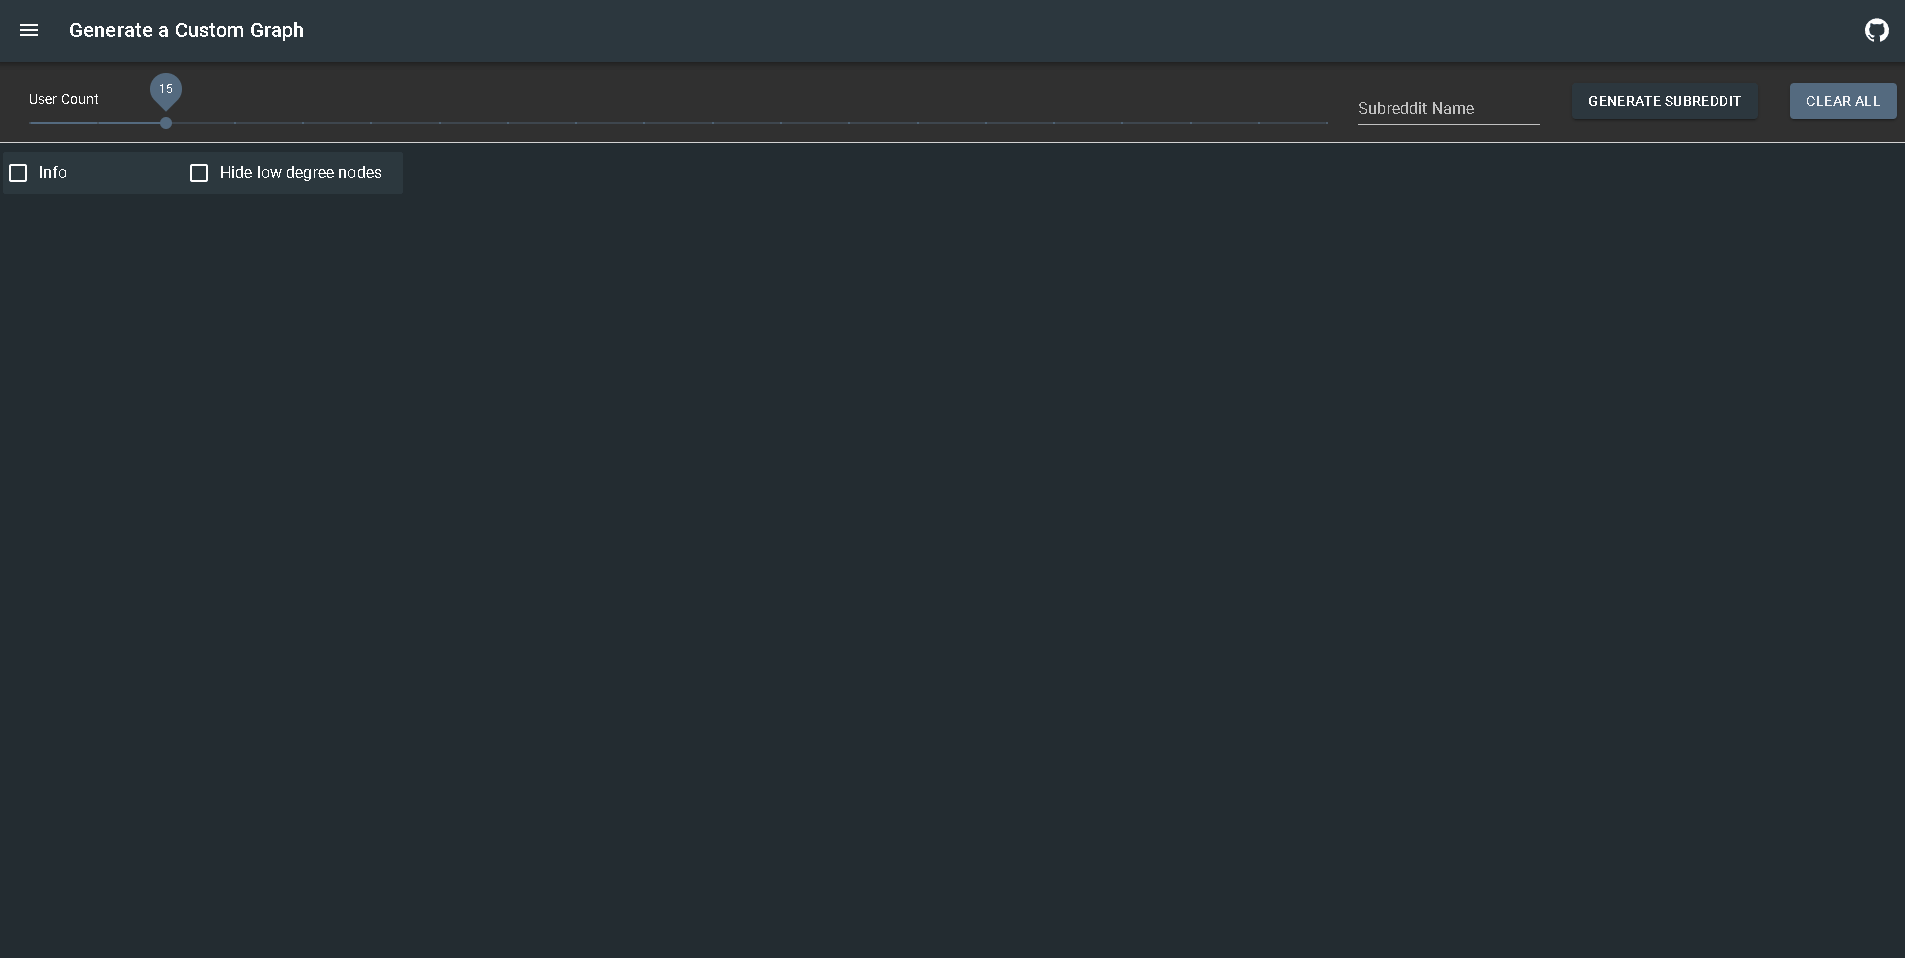 Generate a Custom Graph
User Count
15
Subreddit Name
GENERATE SUBREDDIT
CLEAR ALL
Info
Hide low degree nodes